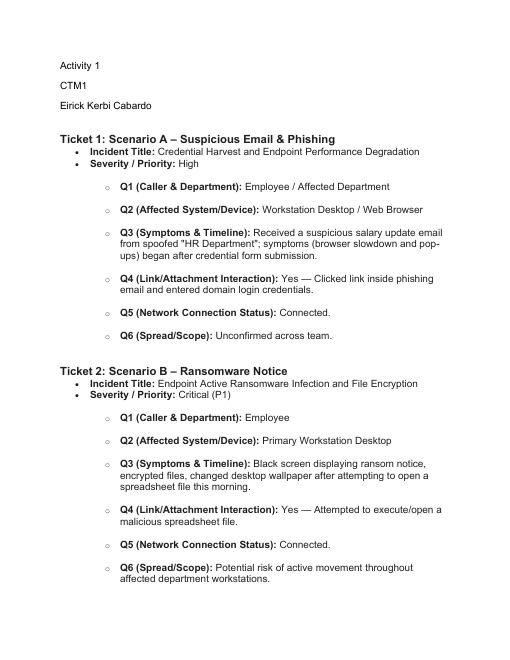 Activity 1
CTM1
Eirick Kerbi Cabardo
Ticket 1: Scenario A – Suspicious Email & Phishing
• Incident Title: Credential Harvest and Endpoint Performance Degradation
• Severity / Priority: High
○ Q1 (Caller & Department): Employee / Affected Department
○ Q2 (Affected System/Device): Workstation Desktop / Web Browser
○ Q3 (Symptoms & Timeline): Received a suspicious salary update email
from spoofed "HR Department"; symptoms (browser slowdown and pop-
ups) began after credential form submission.
○ Q4 (Link/Attachment Interaction): Yes — Clicked link inside phishing
email and entered domain login credentials.
○ Q5 (Network Connection Status): Connected.
○ Q6 (Spread/Scope): Unconfirmed across team.
Ticket 2: Scenario B – Ransomware Notice
• Incident Title: Endpoint Active Ransomware Infection and File Encryption
• Severity / Priority: Critical (P1)
○ Q1 (Caller & Department): Employee
○ Q2 (Affected System/Device): Primary Workstation Desktop
○ Q3 (Symptoms & Timeline): Black screen displaying ransom notice,
encrypted files, changed desktop wallpaper after attempting to open a
spreadsheet file this morning.
○ Q4 (Link/Attachment Interaction): Yes — Attempted to execute/open a
malicious spreadsheet file.
○ Q5 (Network Connection Status): Connected.
○ Q6 (Spread/Scope): Potential risk of active movement throughout
affected department workstations.